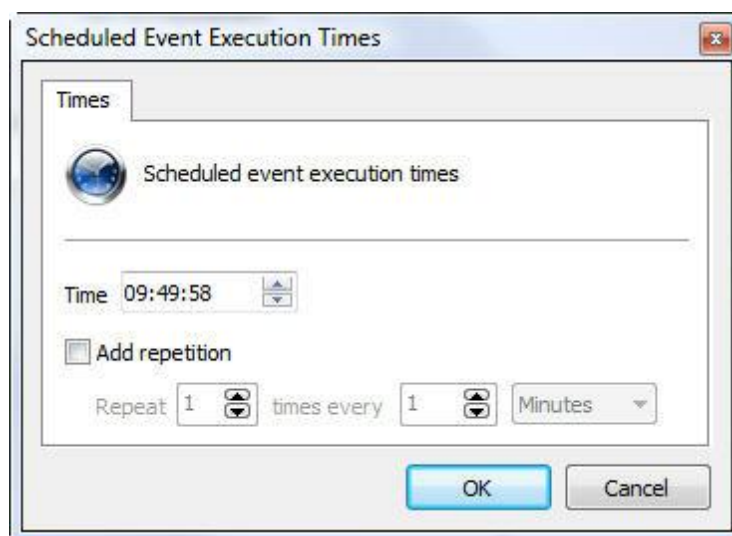 Scheduled Event Execution Times
Times
Scheduled event execution times
Time 09:49:58
Add repetition
Repeat 1 times every 1 Minutes
OK Cancel